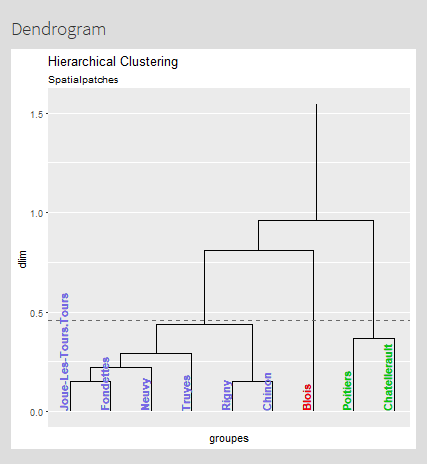 Dendrogram
Hierarchical Clustering
Spatialpatches
1.5
1.0
0.5
0.0
dlim
Joue-Les-Tours.Tours
Fondettes
Neuvy
Truyes
Rigny
Chinon
Blois
Poitiers
Chatellerault
groupes